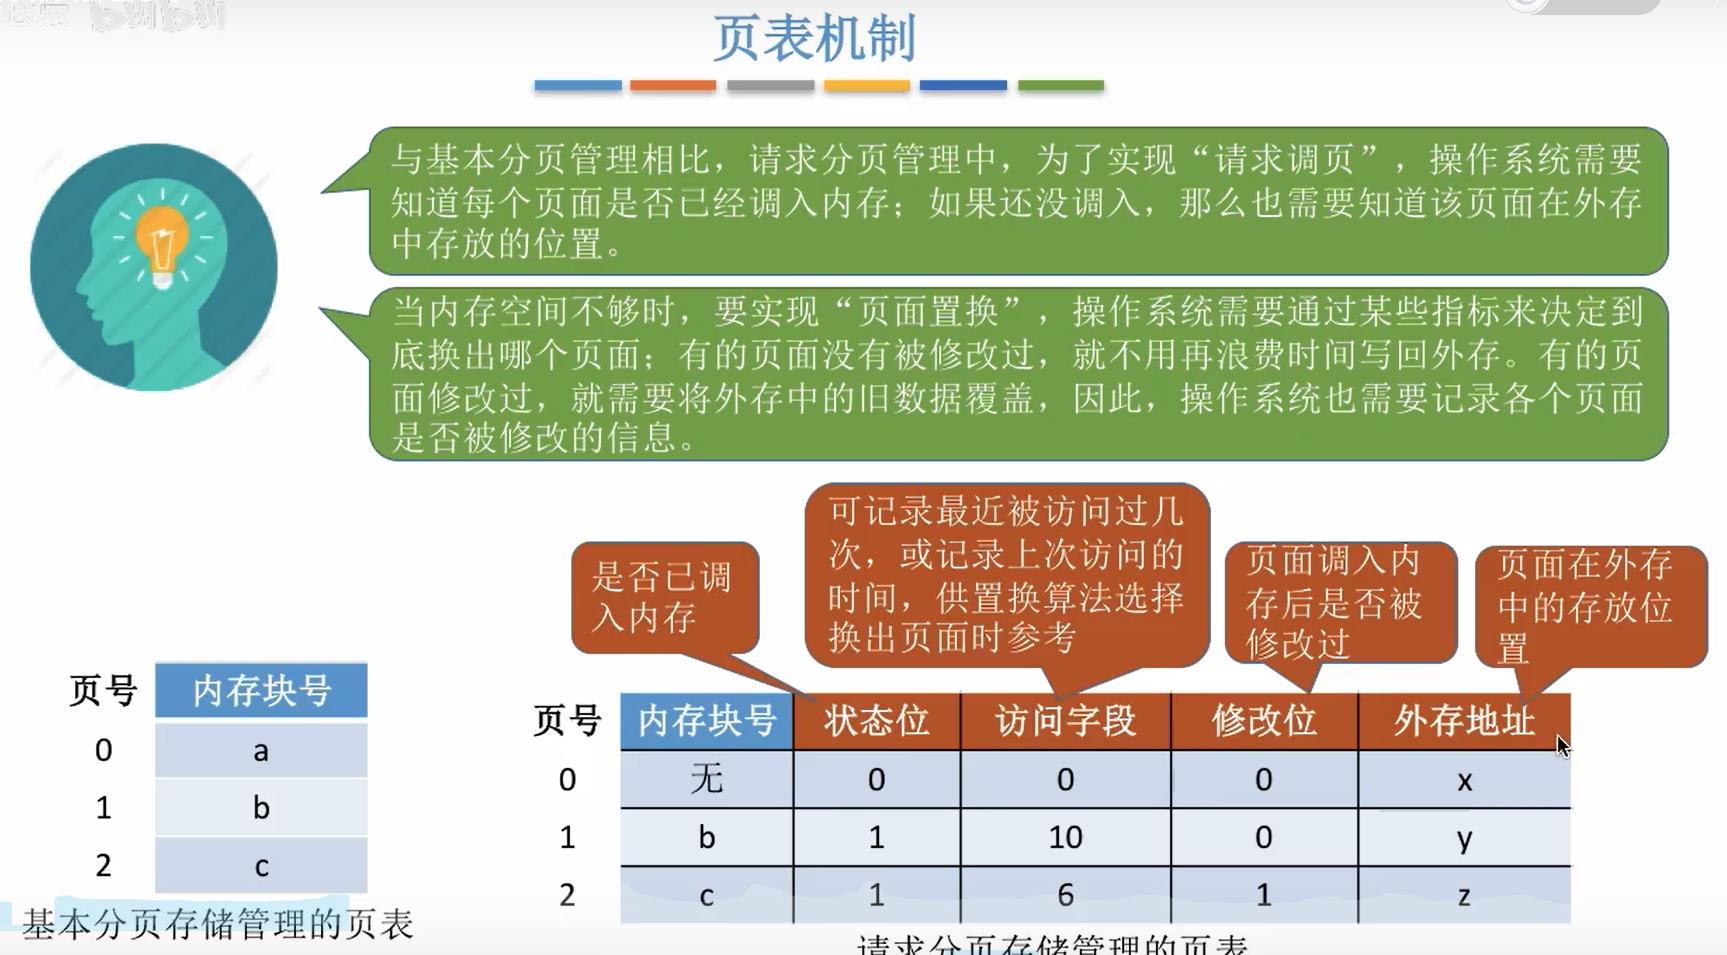 页表机制
与基本分页管理相比，请求分页管理中，为了实现“请求调页”，操作系统需要
知道每个页面是否已经调入内存；如果还没调入，那么也需要知道该页面在外存
中存放的位置。
当内存空间不够时，要实现“页面置换”，操作系统需要通过某些指标来决定到
底换出哪个页面；有的页面没有被修改过，就不用再浪费时间写回外存。有的页
面修改过，就需要将外存中的旧数据覆盖，因此，操作系统也需要记录各个页面
是否被修改的信息。
是否已调
入内存
可记录最近被访问过几
次，或记录上次访问的
时间，供置换算法选择
换出页面时参考
页面调入内
存后是否被
修改过
页面在外存
中的存放位
置
页号 内存块号
0 a
1 b
2 c
基本分页存储管理的页表
页号 内存块号 状态位 访问字段 修改位 外存地址
0 无 0 0 0 x
1 b 1 10 0 y
2 c 1 6 1 z
请求分页存储管理的页表